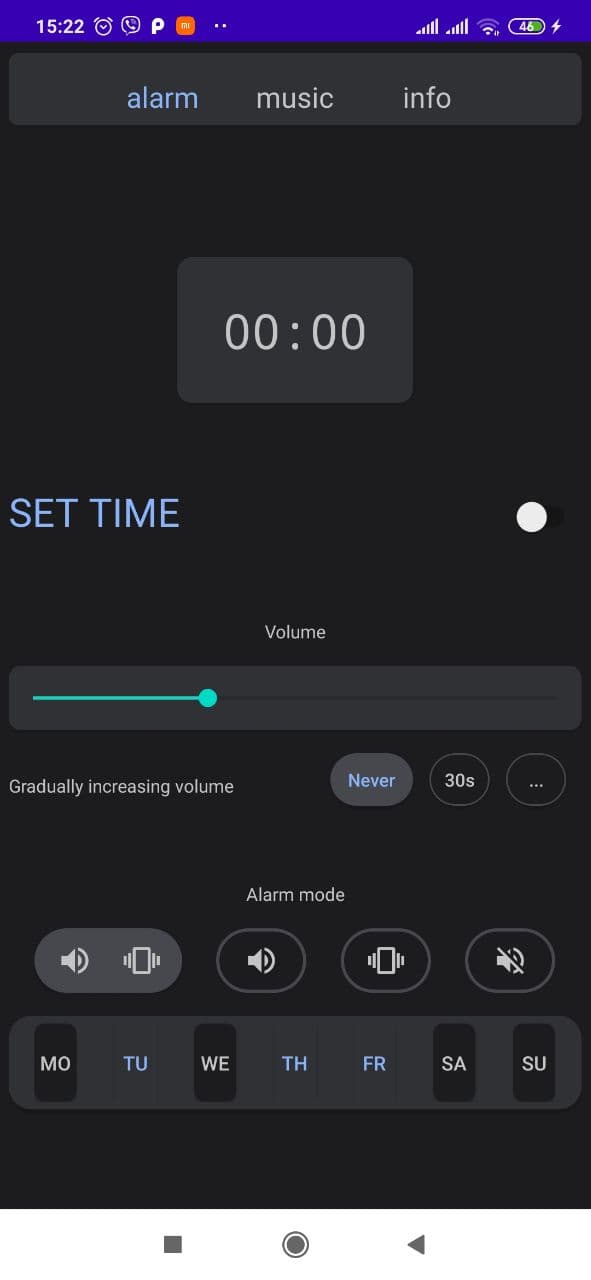 15:22 46
alarm music info
00:00
SET TIME
Volume
Gradually increasing volume Never 30s ...
Alarm mode
MO TU WE TH FR SA SU